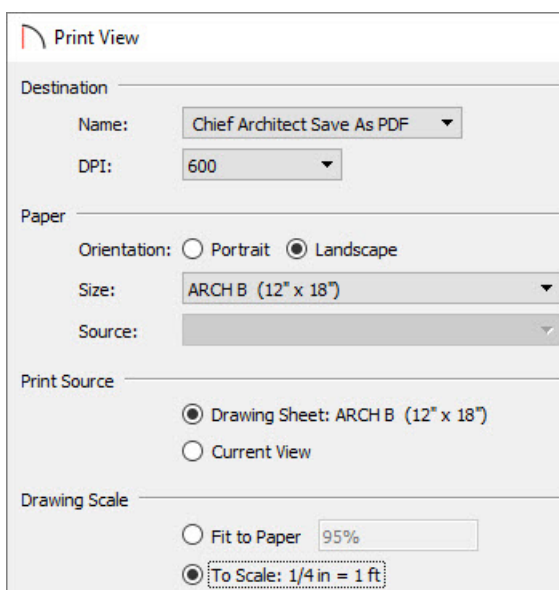 Print View
Destination
Name: Chief Architect Save As PDF
DPI: 600
Paper
Orientation: Portrait Landscape
Size: ARCH B (12" x 18")
Source:
Print Source
Drawing Sheet: ARCH B (12" x 18")
Current View
Drawing Scale
Fit to Paper 95%
To Scale: 1/4 in = 1 ft